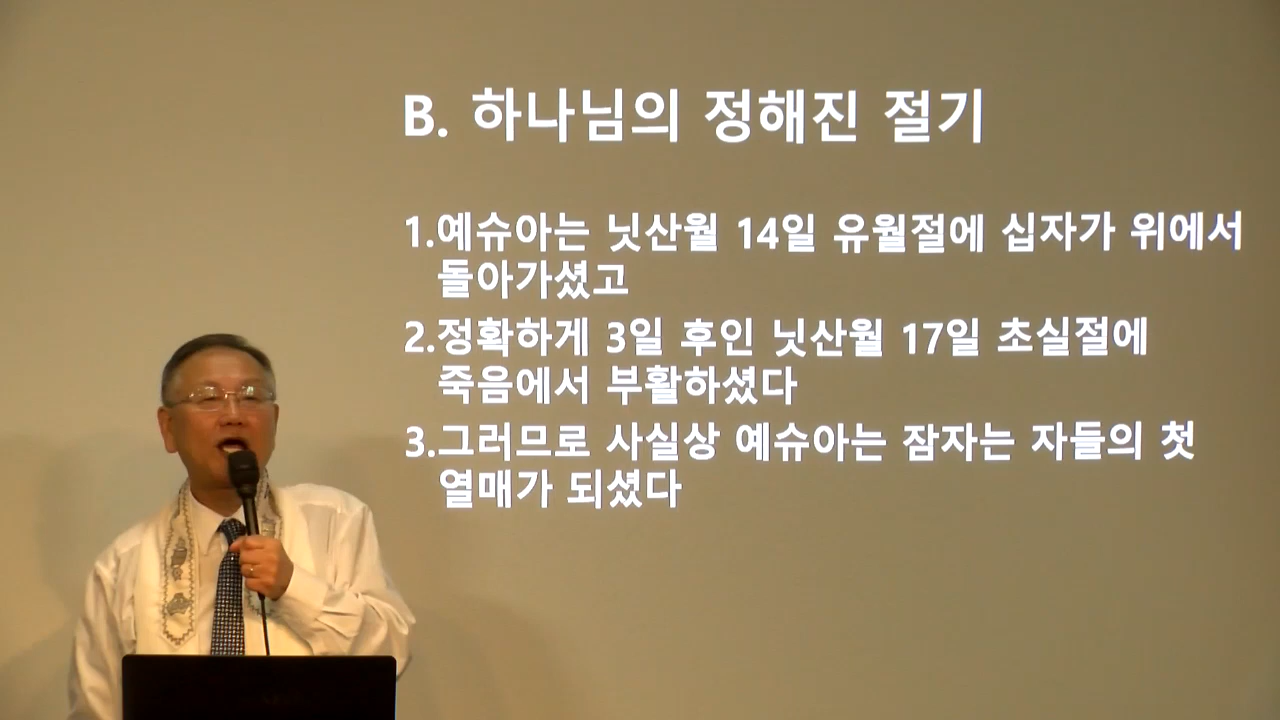 B. 하나님의 정해진 절기
1.예슈아는 닛산월 14일 유월절에 십자가 위에서
돌아가셨고
2.정확하게 3일 후인 닛산월 17일 초실절에
죽음에서 부활하셨다
3.그러므로 사실상 예슈아는 잠자는 자들의 첫
열매가 되셨다